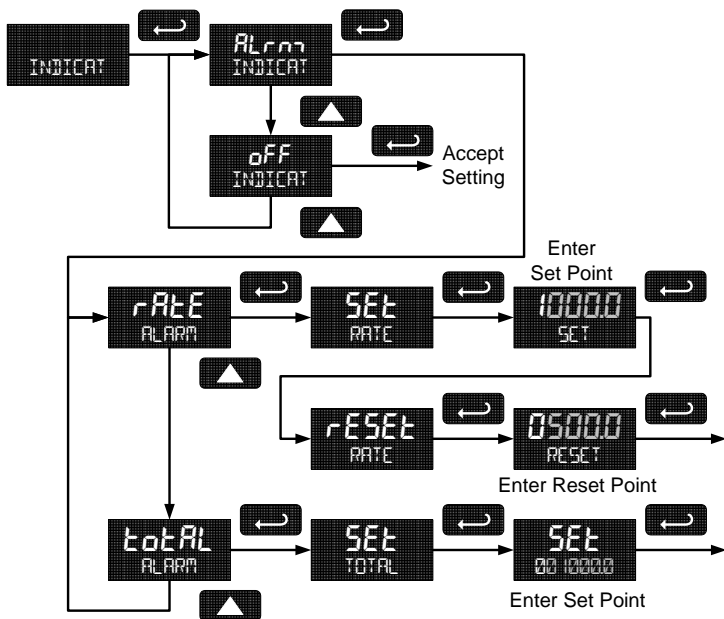 INDICAT
ALrm
INDICAT
oFF
INDICAT
Accept
Setting
Enter
Set Point
rAtE
ALARM
SEt
RATE
1000.0
SET
rESEt
RATE
0500.0
RESET
Enter Reset Point
totAL
ALARM
SEt
TOTAL
SEt
001000.0
Enter Set Point